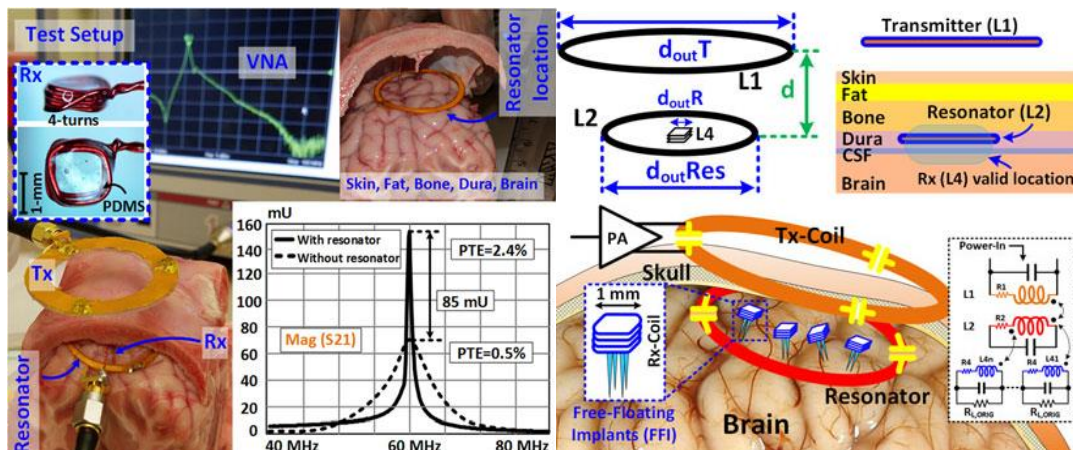 Test Setup
Rx
4-turns
1-mm
PDMS
VNA
Resonator
location
Skin, Fat, Bone, Dura, Brain
Tx
Rx
Resonator
mU
160
140
120
100
80
60
40
20
0
With resonator
Without resonator
PTE=2.4%
85 mU
Mag (S21)
PTE=0.5%
40 MHz
60 MHz
80 MHz
doutT
L1
d
doutR
L2
L4
doutRes
Transmitter (L1)
Skin
Fat
Bone
Resonator (L2)
Dura
CSF
Rx (L4) valid location
Brain
PA
Tx-Coil
Skull
1 mm
Rx-Coil
Resonator
Free-Floating
Implants (FFI)
Brain
Power-In
L1
R1
L2
R2
R4
L4n
R4
L41
RL,ORIG
RL,ORIG